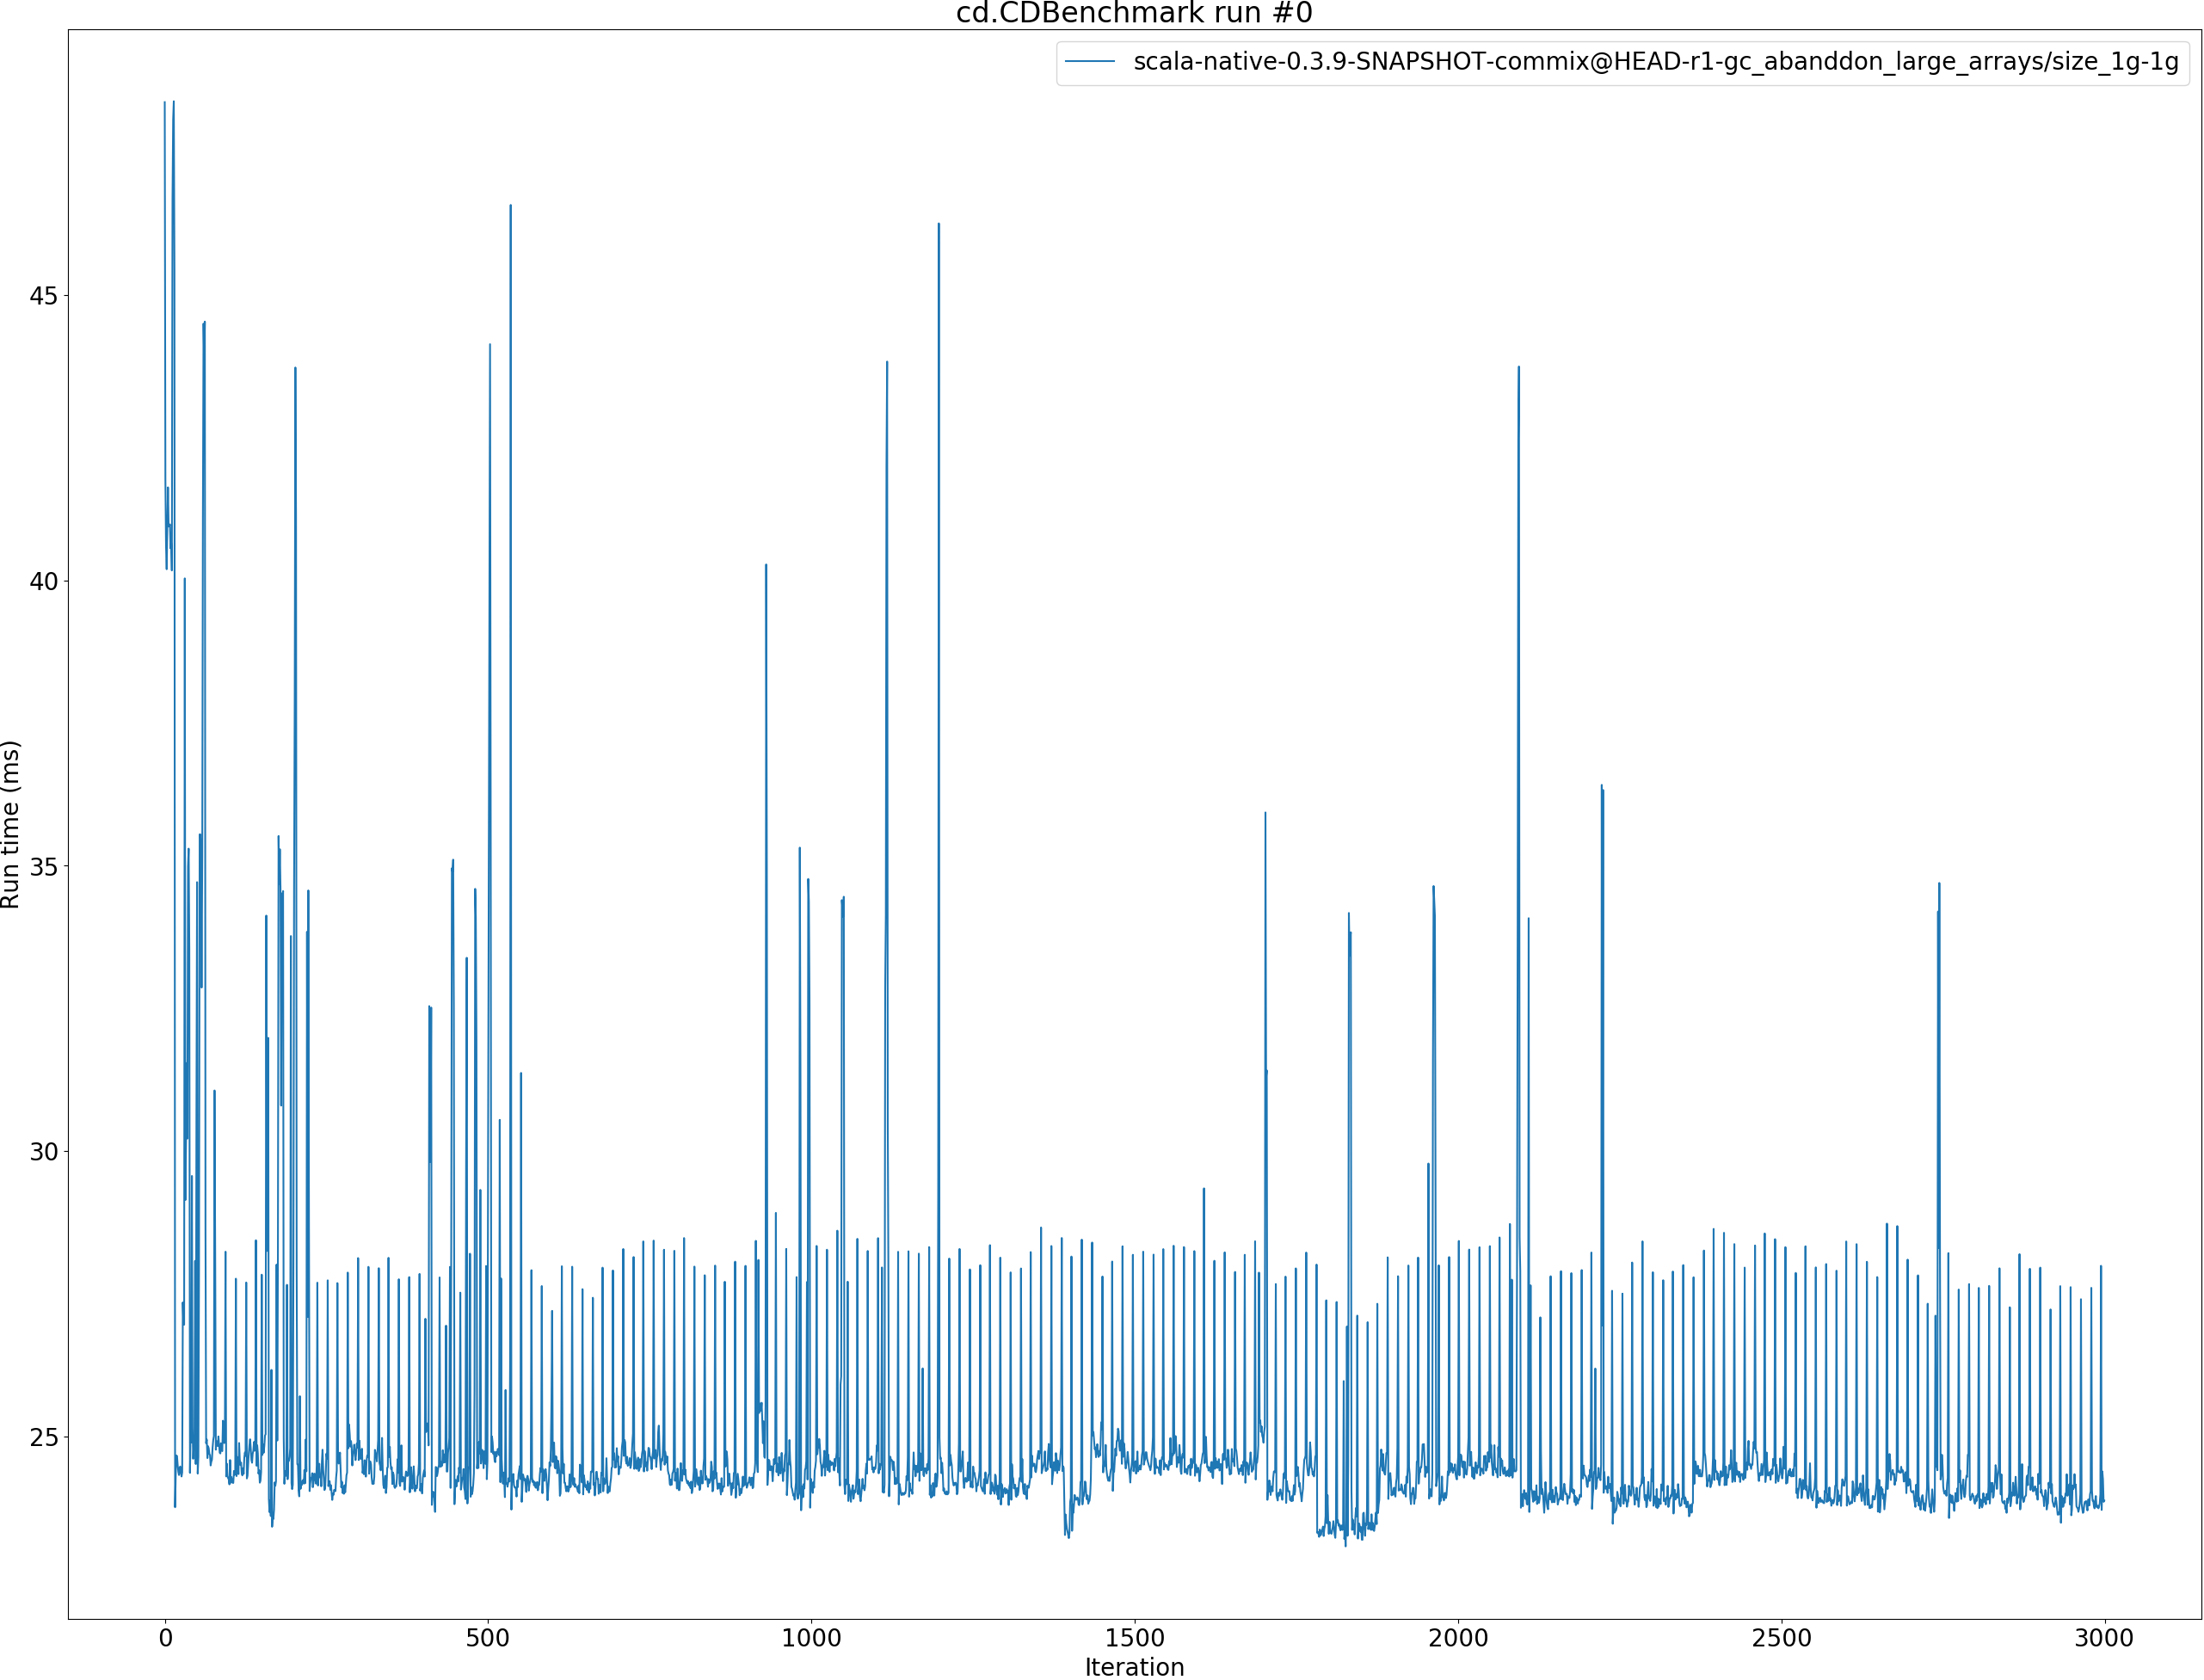 cd.CDBenchmark run #0
scala-native-0.3.9-SNAPSHOT-commix@HEAD-r1-gc_abanddon_large_arrays/size_1g-1g
45
40
35
30
25
Run time (ms)
0 500 1000 1500 2000 2500 3000
Iteration